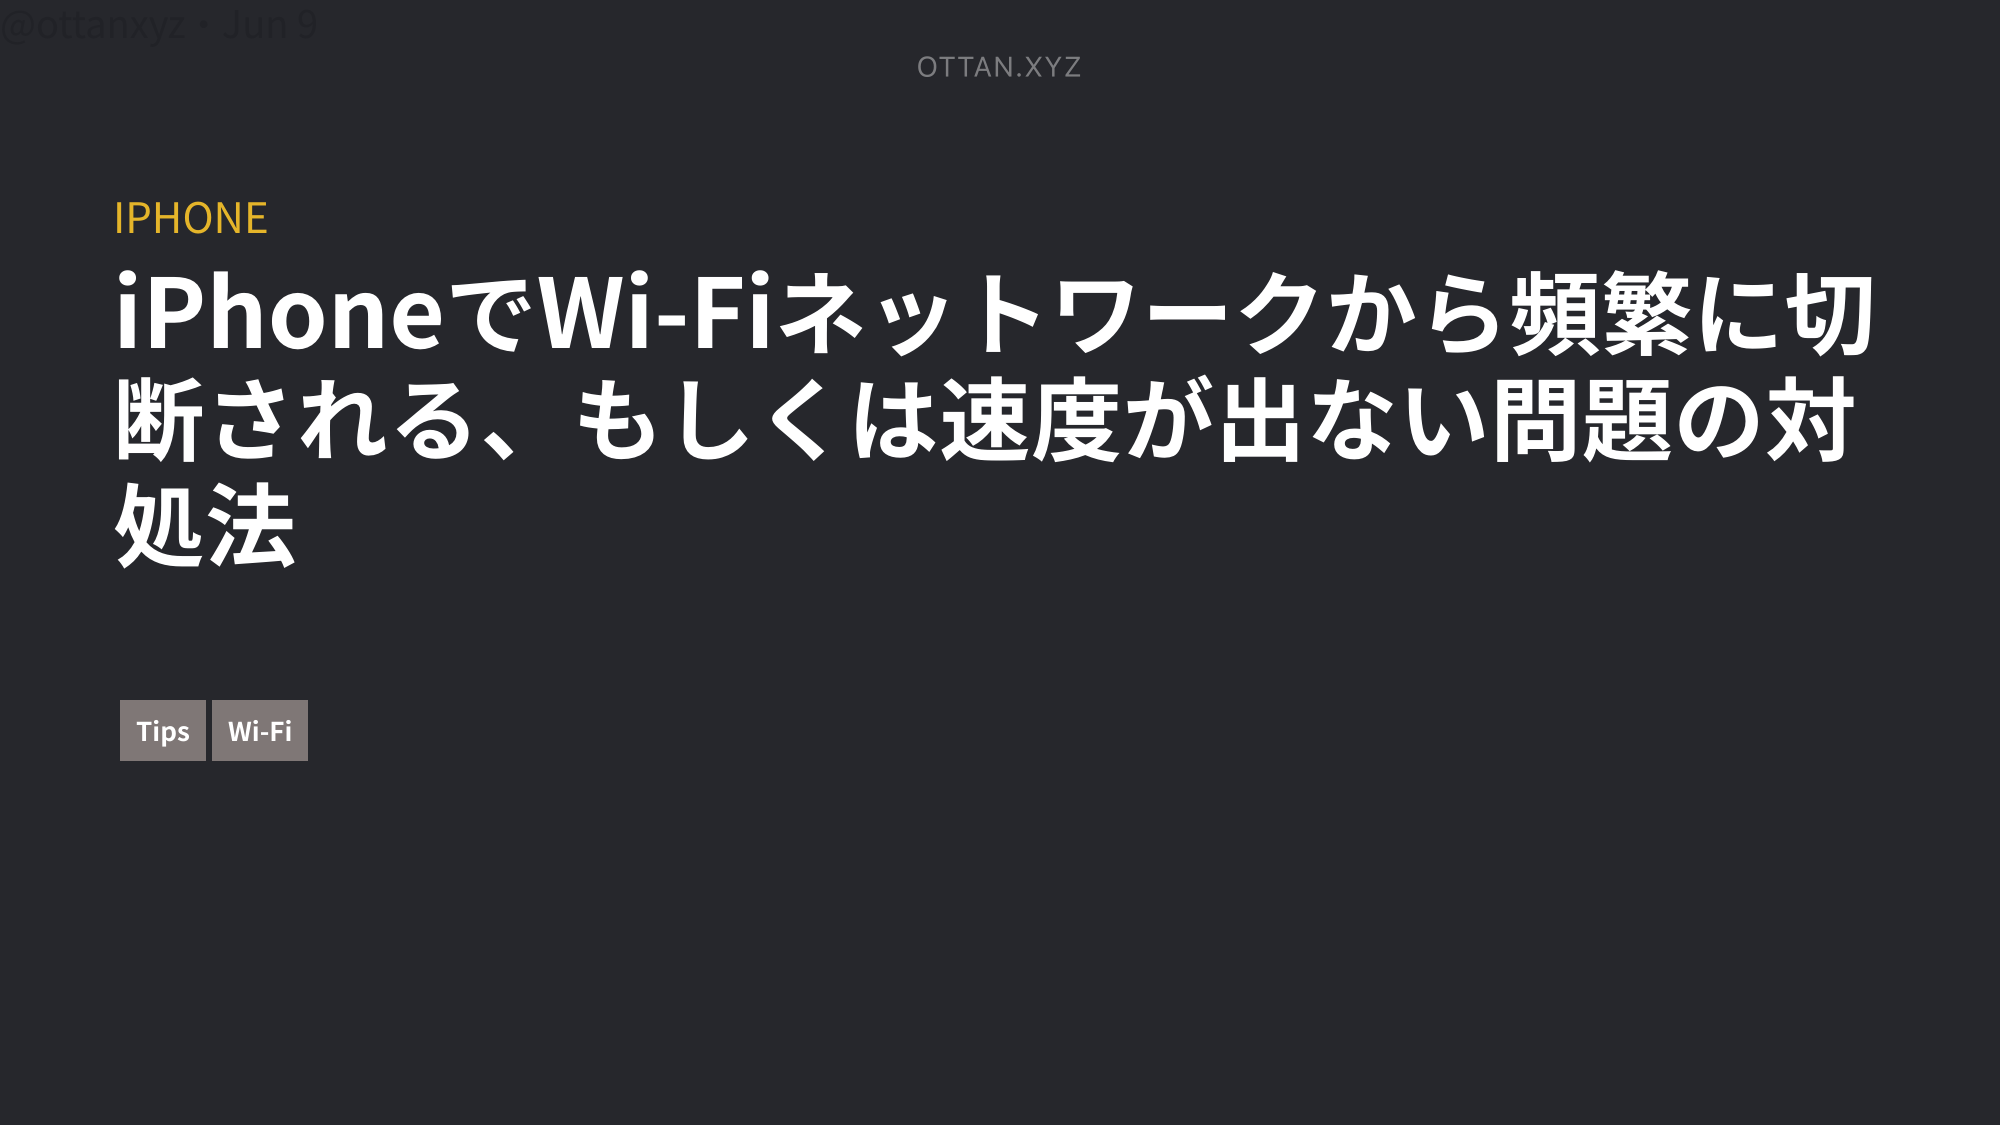 @ottanxyz・Jun 9
OTTAN.XYZ
IPHONE
iPhoneでWi-Fiネットワークから頻繁に切
断される、もしくは速度が出ない問題の対
処法
Tips
Wi-Fi